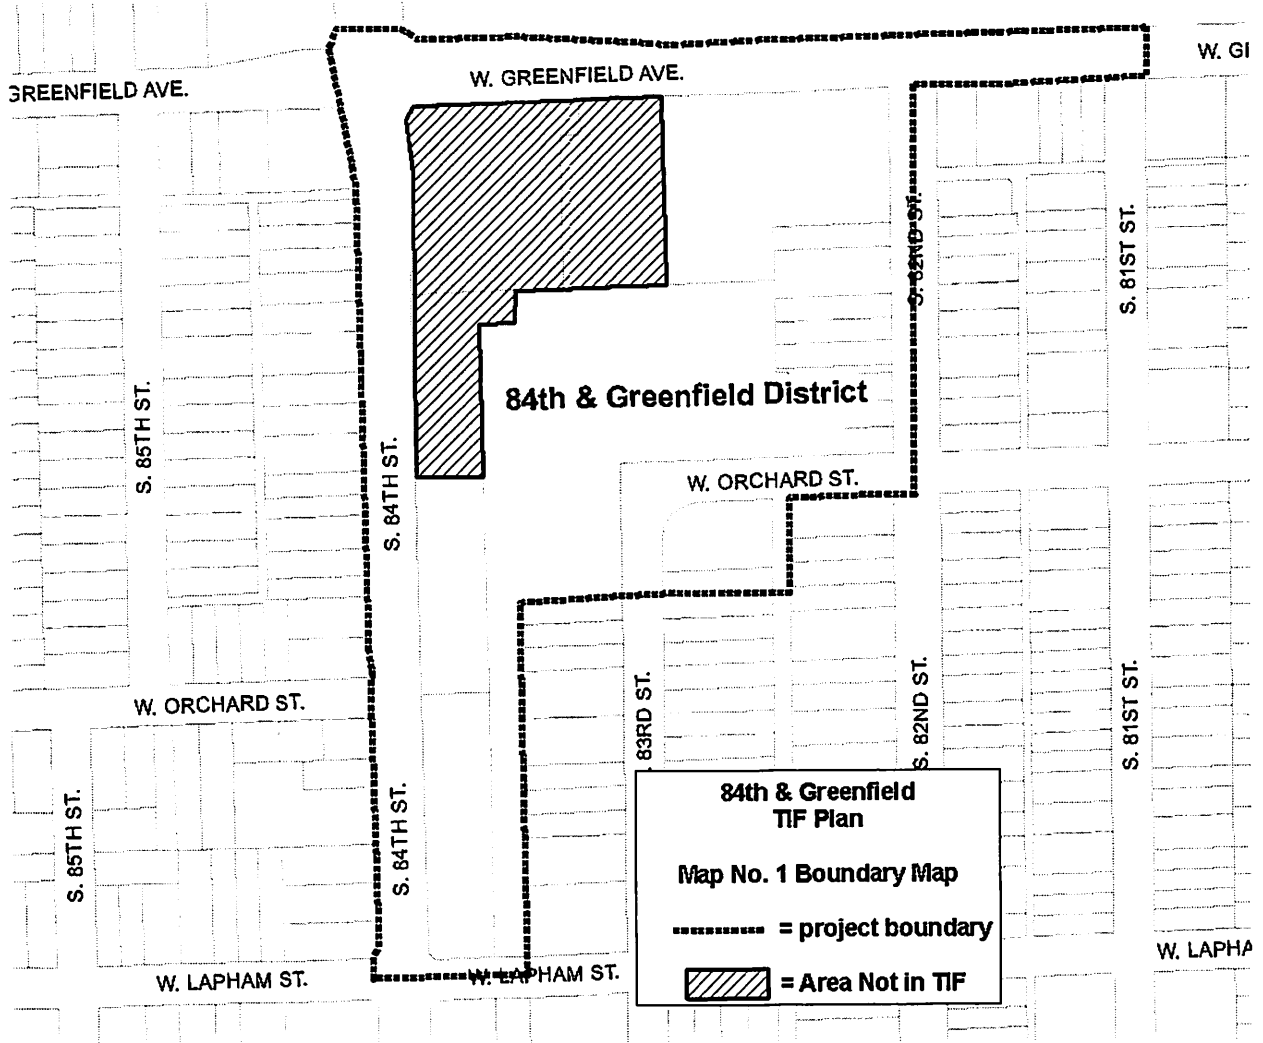 W. GREENFIELD AVE.
GREENFIELD AVE.
W. GI
S. 82ND ST.
S. 81ST ST.
84th & Greenfield District
S. 85TH ST.
S. 84TH ST.
W. ORCHARD ST.
W. ORCHARD ST.
83RD ST.
S. 82ND ST.
S. 81ST ST.
S. 85TH ST.
S. 84TH ST.
84th & Greenfield
TIF Plan
Map No. 1 Boundary Map
= project boundary
= Area Not in TIF
W. LAPHAM ST.
W. LAPHAM ST.
W. LAPHA